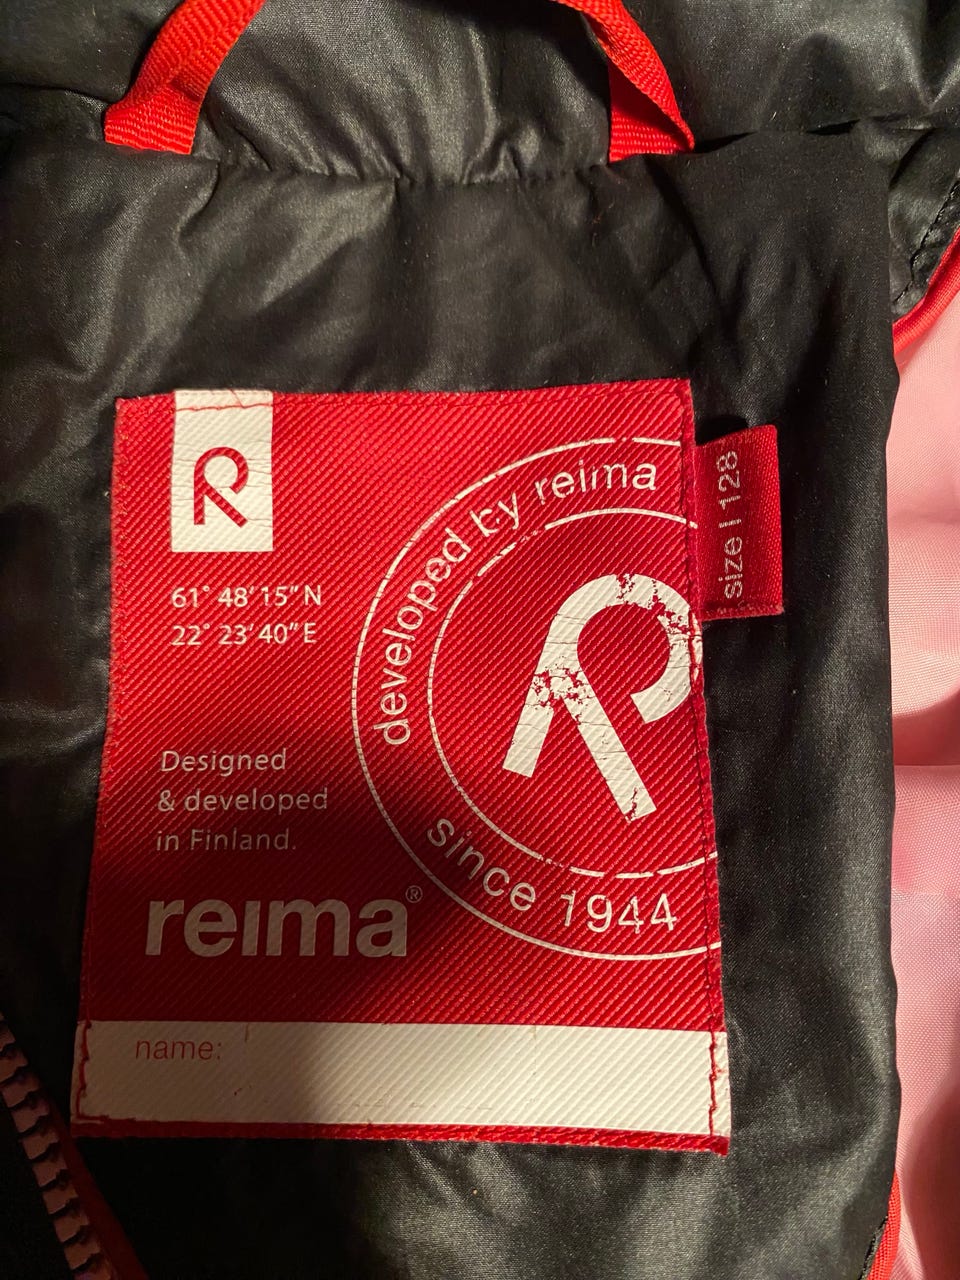 61° 48' 15" N
22° 23' 40" E
developed by reima
since 1944
size | 128
Designed
& developed
in Finland.
reima®
name: